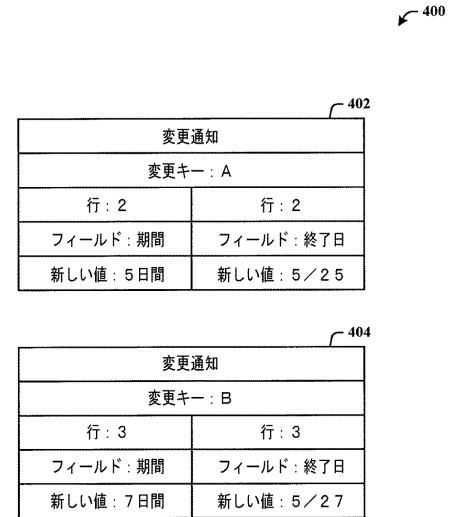 400
402
変更通知
変更キー：A
行：2 行：2
フィールド：期間 フィールド：終了日
新しい値：5日間 新しい値：5／25
404
変更通知
変更キー：B
行：3 行：3
フィールド：期間 フィールド：終了日
新しい値：7日間 新しい値：5／27